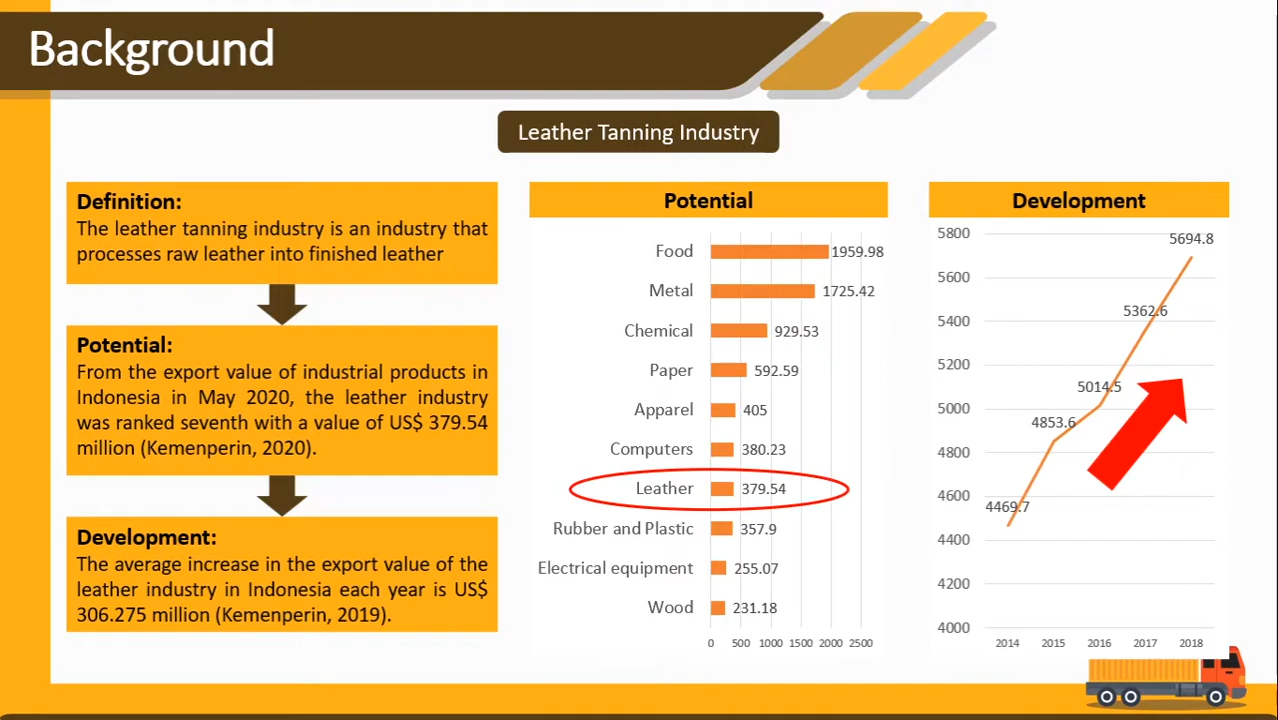 Background
Leather Tanning Industry
Definition:
The leather tanning industry is an industry that
processes raw leather into finished leather
Potential:
From the export value of industrial products in
Indonesia in May 2020, the leather industry
was ranked seventh with a value of US$ 379.54
million (Kemenperin, 2020).
Development:
The average increase in the export value of the
leather industry in Indonesia each year is US$
306.275 million (Kemenperin, 2019).
Potential
Food 1959.98
Metal 1725.42
Chemical 929.53
Paper 592.59
Apparel 405
Computers 380.23
Leather 379.54
Rubber and Plastic 357.9
Electrical equipment 255.07
Wood 231.18
0 500 1000 1500 2000 2500
Development
5800
5694.8
5600
5400
5362.6
5200
5014.5
5000
4853.6
4800
4600
4469.7
4400
4200
4000
2014 2015 2016 2017 2018